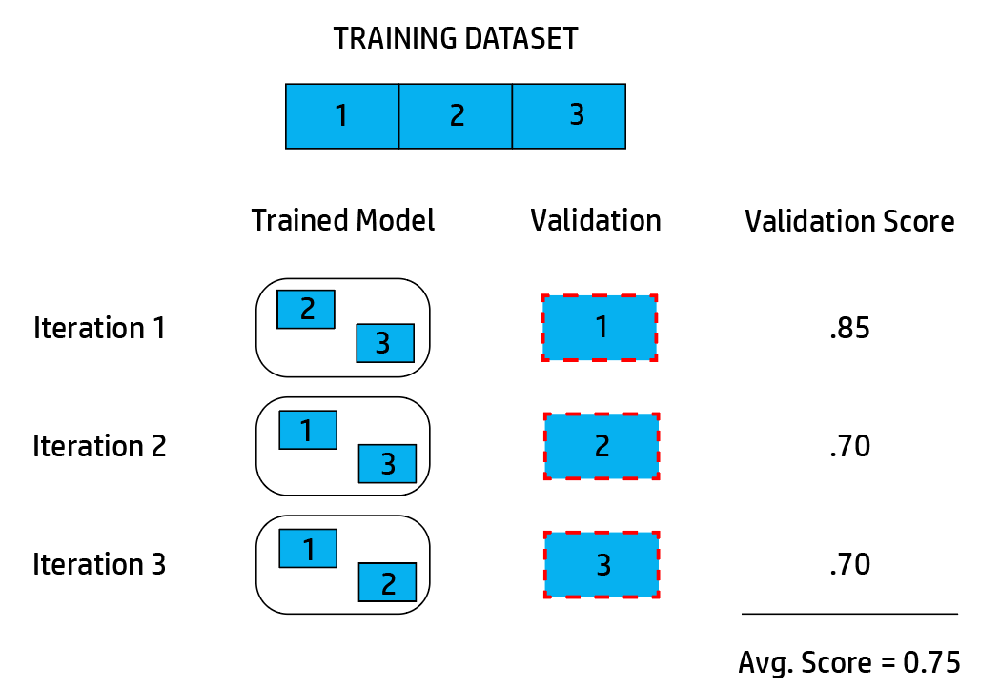 TRAINING DATASET
1 2 3
Trained Model Validation Validation Score
Iteration 1 2 3 1 .85
Iteration 2 1 3 2 .70
Iteration 3 1 2 3 .70
Avg. Score = 0.75